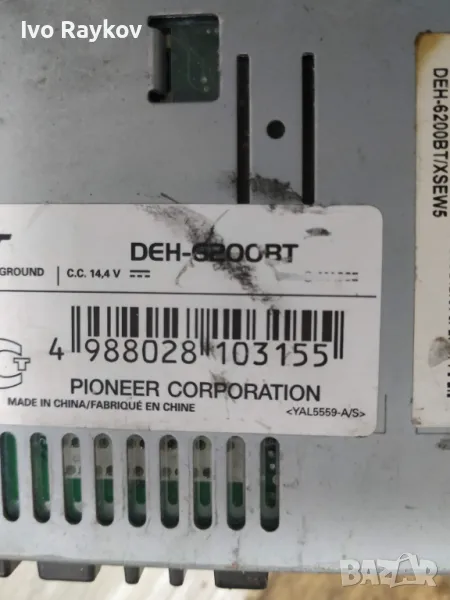 Ivo Raykov
DEH-6200BT/XSEW5
DEH-6200BT
GROUND
C.C. 14,4 V
4 988028 103155
PIONEER CORPORATION
MADE IN CHINA/FABRIQUÉ EN CHINE
<YAL5559-A/S>
bazar